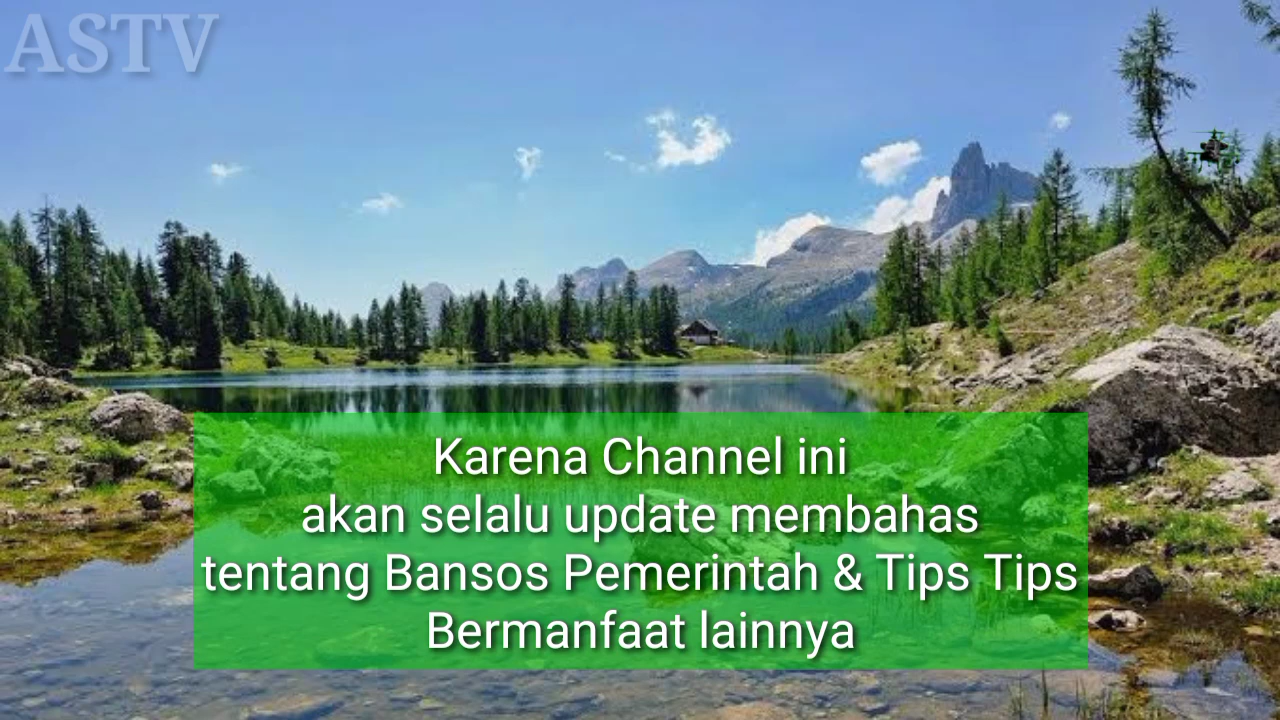 ASTV
Karena Channel ini
akan selalu update membahas
tentang Bansos Pemerintah & Tips Tips
Bermanfaat lainnya